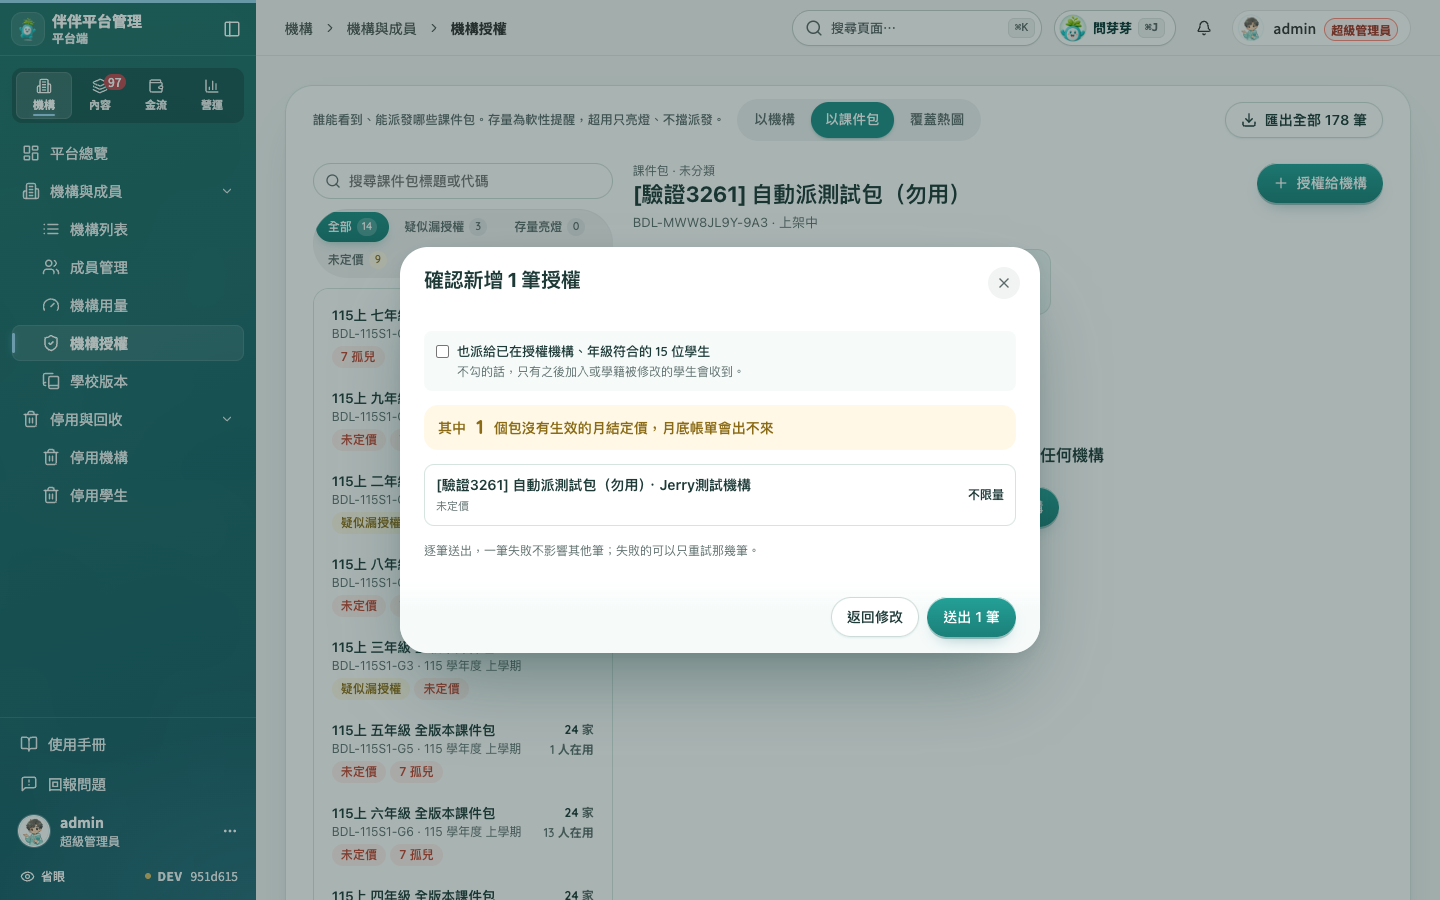 伴伴平台管理
平台端
機構
97
內容
金流
營運
平台總覽
機構與成員
機構列表
成員管理
機構用量
機構授權
學校版本
停用與回收
停用機構
停用學生
使用手冊
回報問題
admin
超級管理員
省眼
DEV 951d615
機構 > 機構與成員 > 機構授權
搜尋頁面… ⌘K
問芽芽 ⌘J
admin 超級管理員
誰能看到、能派發哪些課件包。存量為軟性提醒，超用只亮燈、不擋派發。
以機構 以課件包 覆蓋熱圖
匯出全部 178 筆
搜尋課件包標題或代碼
全部 14 疑似漏授權 3 存量亮燈 0
未定價 9
課件包 · 未分類
[驗證3261] 自動派測試包（勿用）
BDL-MWW8JL9Y-9A3 · 上架中
+ 授權給機構
115上 七年
BDL-115S1-
7 孤兒
115上 九年
BDL-115S1-
未定價
115上 二年
BDL-115S1-
疑似漏授權
115上 八年
BDL-115S1-
未定價
115上 三年級
BDL-115S1-G3 · 115 學年度 上學期
疑似漏授權 未定價
115上 五年級 全版本課件包 24 家
BDL-115S1-G5 · 115 學年度 上學期 1 人在用
未定價 7 孤兒
115上 六年級 全版本課件包 24 家
BDL-115S1-G6 · 115 學年度 上學期 13 人在用
未定價 7 孤兒
115上 四年級 全版本課件包 24 家
任何機構
確認新增 1 筆授權
也派給已在授權機構、年級符合的 15 位學生
不勾的話，只有之後加入或學籍被修改的學生會收到。
其中 1 個包沒有生效的月結定價，月底帳單會出不來
[驗證3261] 自動派測試包（勿用）· Jerry測試機構
未定價
不限量
逐筆送出，一筆失敗不影響其他筆；失敗的可以只重試那幾筆。
返回修改
送出 1 筆